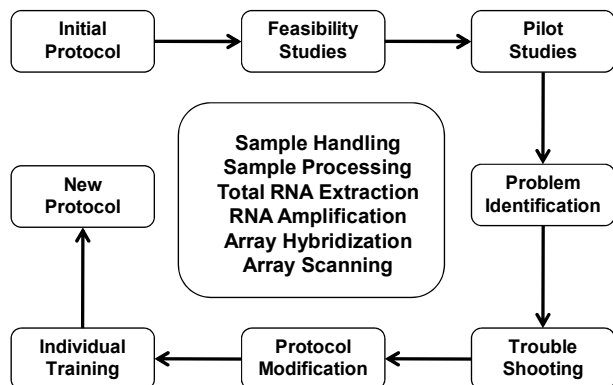 Initial
Protocol
Feasibility
Studies
Pilot
Studies
Sample Handling
Sample Processing
Total RNA Extraction
RNA Amplification
Array Hybridization
Array Scanning
New
Protocol
Problem
Identification
Individual
Training
Protocol
Modification
Trouble
Shooting